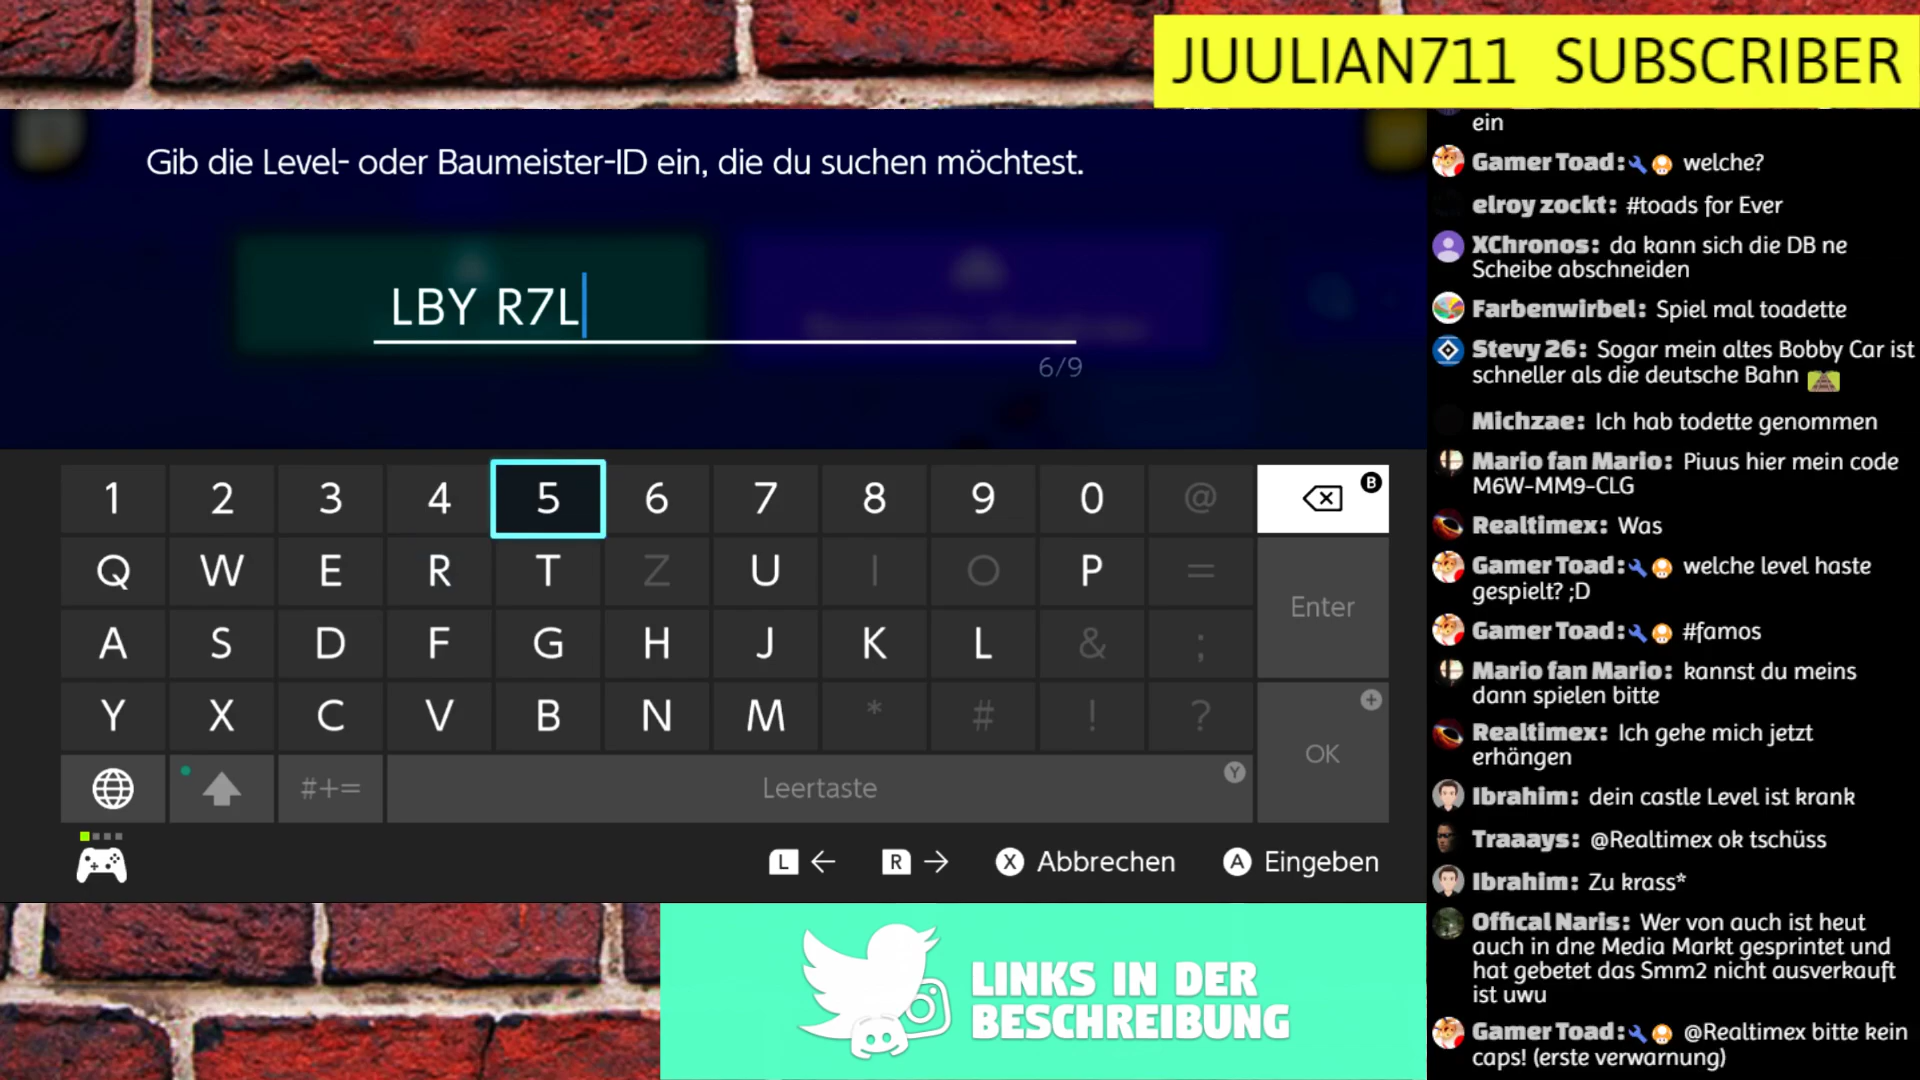 JUULIAN711 SUBSCRIBER
Gib die Level- oder Baumeister-ID ein, die du suchen möchtest.
LBY R7L
6/9
1 2 3 4 5 6 7 8 9 0 @ B
Q W E R T Z U I O P =
Enter
A S D F G H J K L & ;
Y X C V B N M * # ! ? +
OK
#+= Leertaste Y
L ← R → X Abbrechen A Eingeben
LINKS IN DER
BESCHREIBUNG
ein
Gamer Toad: welche?
elroy zockt: #toads for Ever
XChronos: da kann sich die DB ne
Scheibe abschneiden
Farbenwirbel: Spiel mal toadette
Stevy 26: Sogar mein altes Bobby Car ist
schneller als die deutsche Bahn
Michzae: Ich hab todette genommen
Mario fan Mario: Piuus hier mein code
M6W-MM9-CLG
Realtimex: Was
Gamer Toad: welche level haste
gespielt? ;D
Gamer Toad: #famos
Mario fan Mario: kannst du meins
dann spielen bitte
Realtimex: Ich gehe mich jetzt
erhängen
Ibrahim: dein castle Level ist krank
Traaays: @Realtimex ok tschüss
Ibrahim: Zu krass*
Offical Naris: Wer von auch ist heut
auch in dne Media Markt gesprintet und
hat gebetet das Smm2 nicht ausverkauft
ist uwu
Gamer Toad: @Realtimex bitte kein
caps! (erste verwarnung)